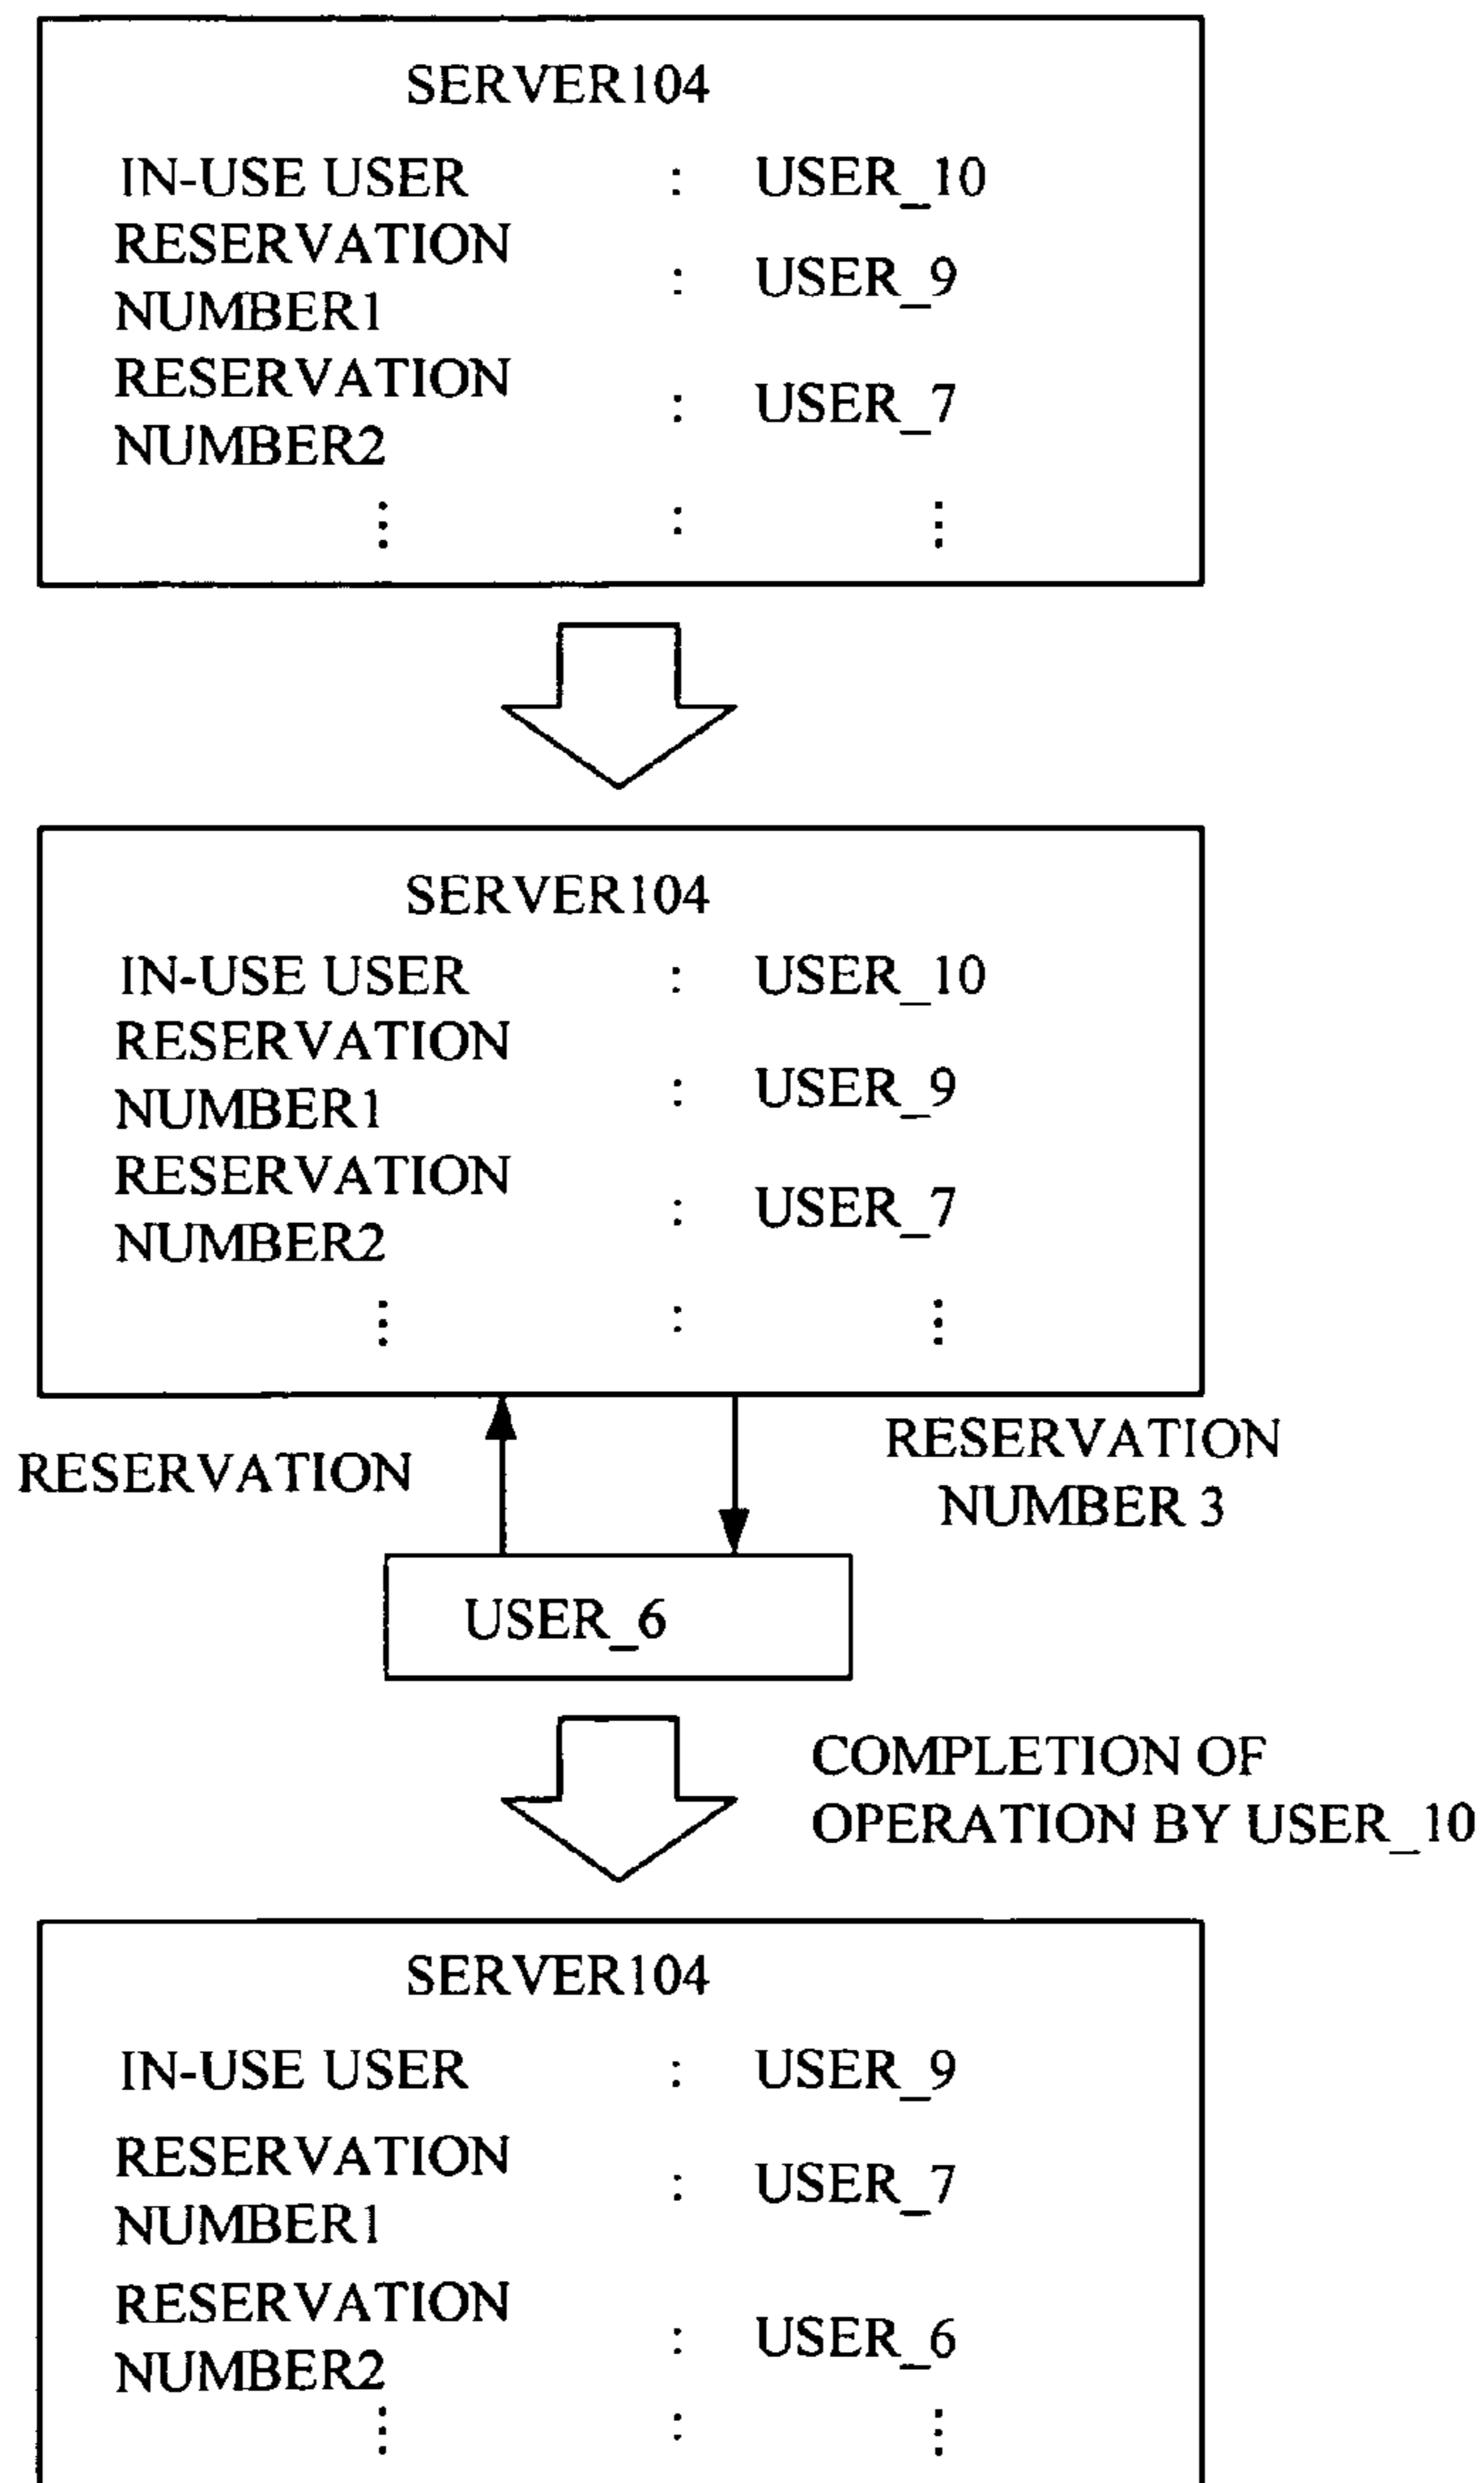 SERVER104
IN-USE USER : USER_10
RESERVATION
NUMBER1 : USER_9
RESERVATION
NUMBER2 : USER_7
⋮ : ⋮
SERVER104
IN-USE USER : USER_10
RESERVATION
NUMBER1 : USER_9
RESERVATION
NUMBER2 : USER_7
⋮ : ⋮
RESERVATION
RESERVATION
NUMBER 3
USER_6
COMPLETION OF
OPERATION BY USER_10
SERVER104
IN-USE USER : USER_9
RESERVATION
NUMBER1 : USER_7
RESERVATION
NUMBER2 : USER_6
⋮ : ⋮